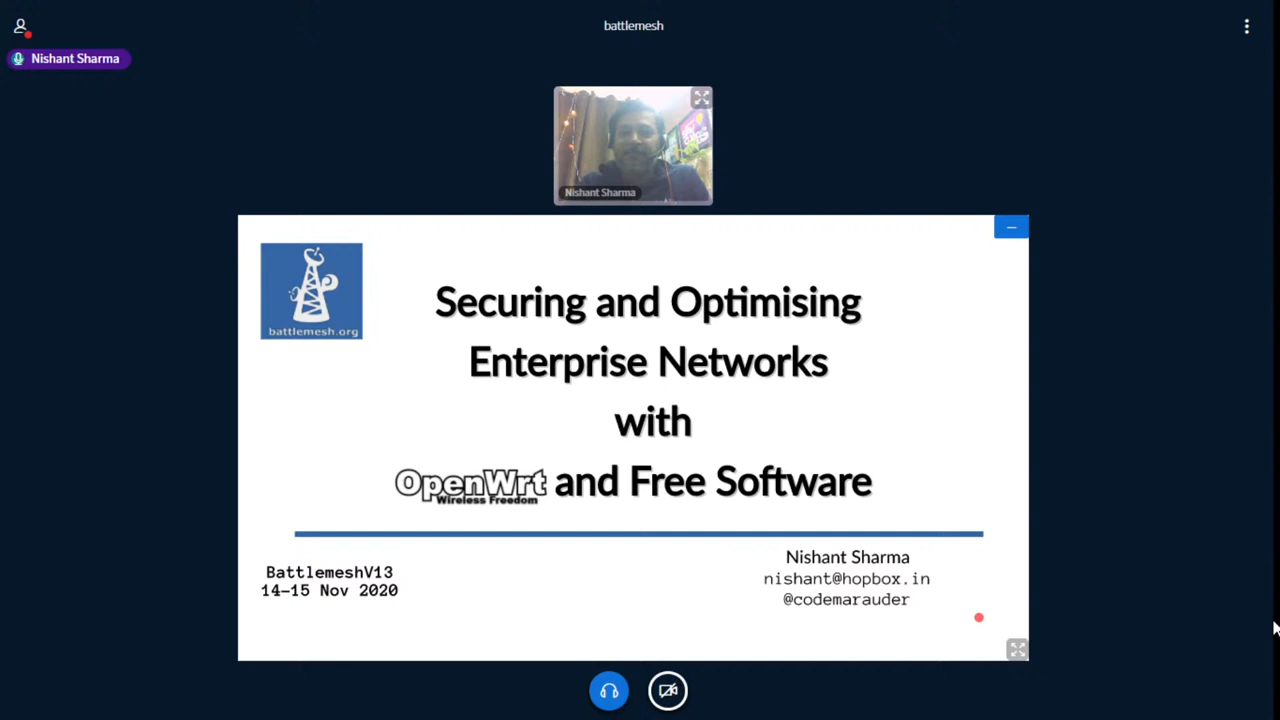 battlemesh
Nishant Sharma
Nishant Sharma
battlemesh.org
Securing and Optimising
Enterprise Networks
with
OpenWrt and Free Software
Wireless Freedom
BattlemeshV13
14-15 Nov 2020
Nishant Sharma
nishant@hopbox.in
@codemarauder